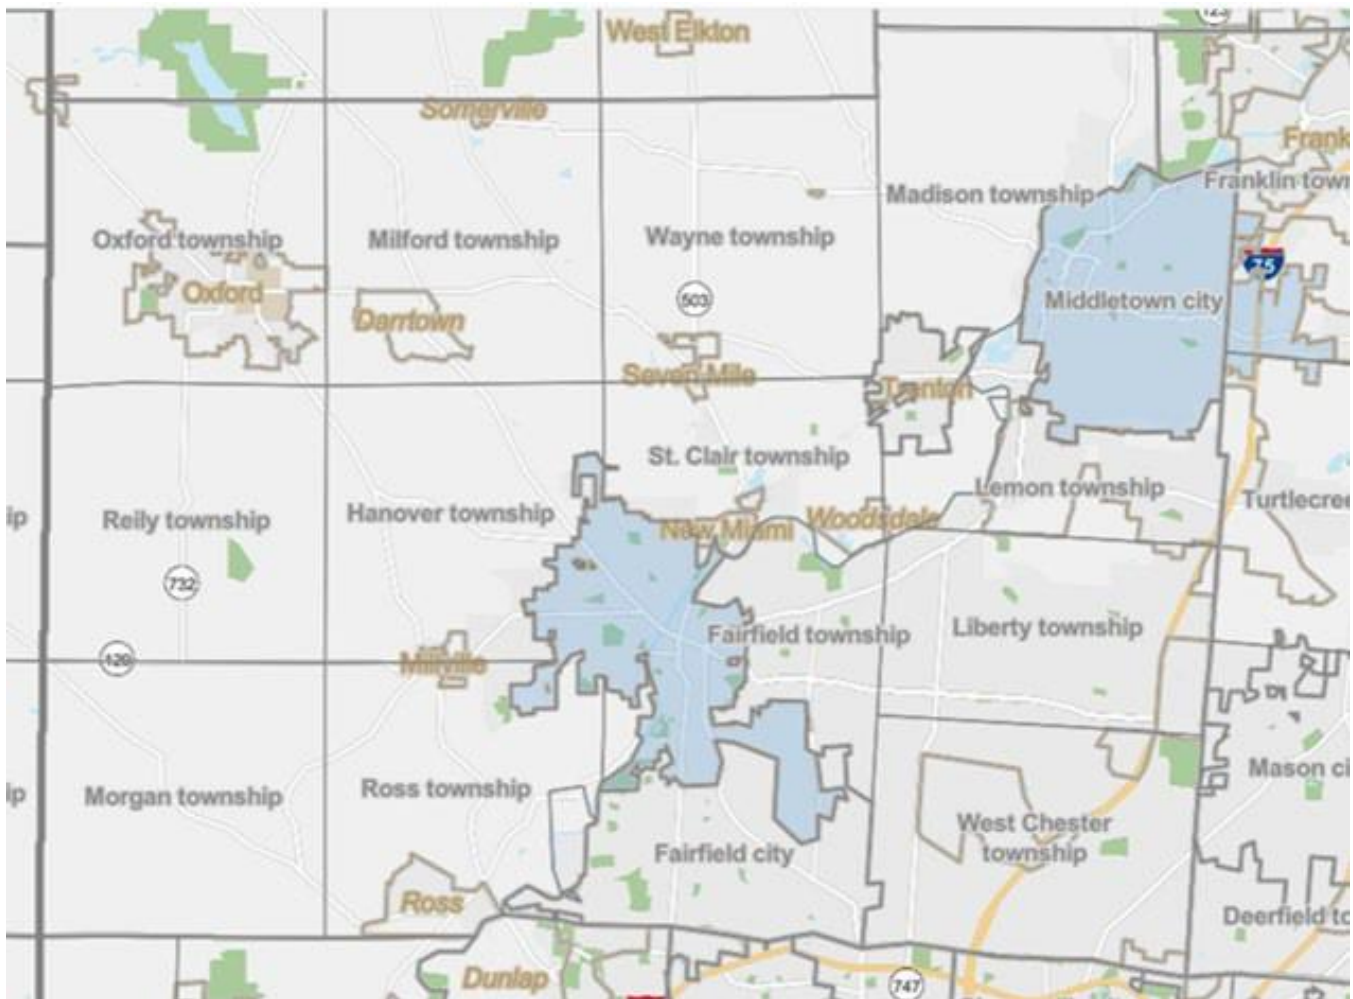 123
West Elkton
Somerville
Frank
Madison township
Franklin town
Oxford township
Milford township
Wayne township
75
Oxford
503
Middletown city
Darrtown
Seven Mile
Trenton
St. Clair township
Lemon township
Turtlecree
Reily township
Hanover township
New Miami
Woodsdale
ip
732
Fairfield township
Liberty township
Millville
Ross township
Morgan township
ip
Mason ci
West Chester
township
Fairfield city
Ross
Deerfield to
Dunlap
747